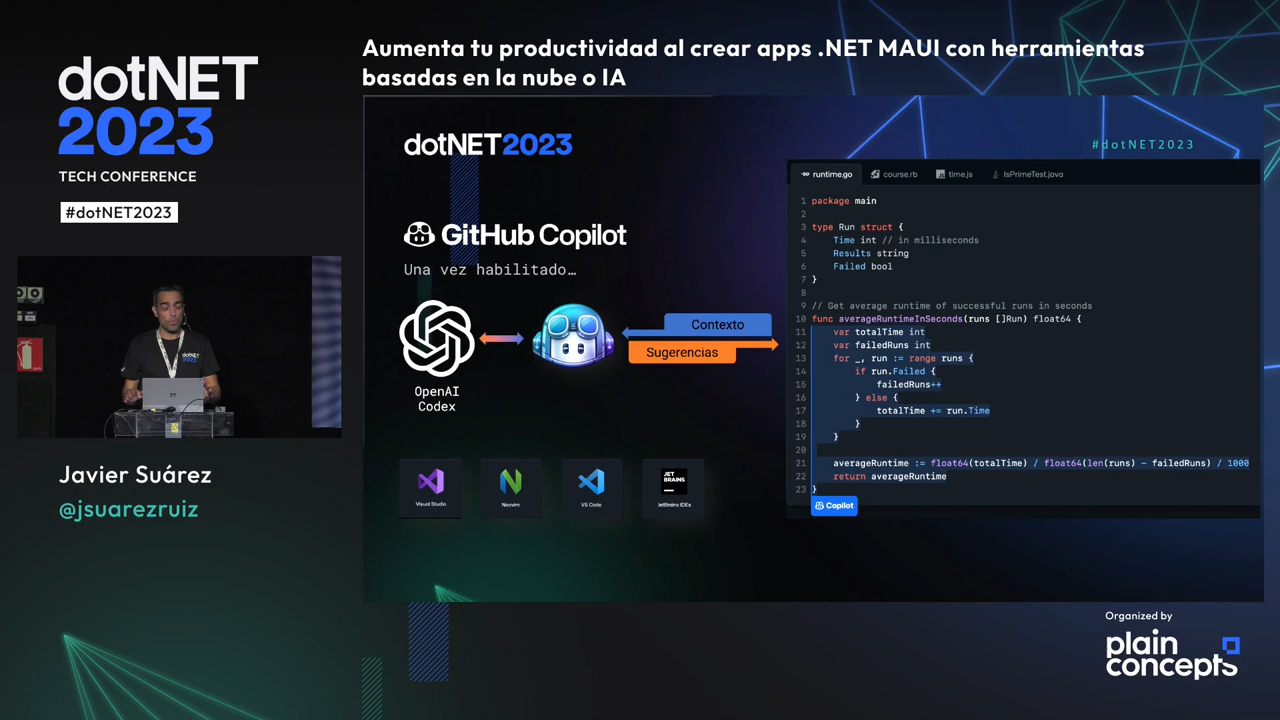 dotNET
2023
TECH CONFERENCE
#dotNET2023
Javier Suárez
@jsuarezruiz
Aumenta tu productividad al crear apps .NET MAUI con herramientas
basadas en la nube o IA
dotNET2023
#dotNET2023
GitHub Copilot
Una vez habilitado…
OpenAI
Codex
Contexto
Sugerencias
Visual Studio
Neovim
VS Code
JET
BRAINS
JetBrains IDEs
runtime.go
course.rb
time.js
IsPrimeTest.java
1 package main
2
3 type Run struct {
4 Time int // in milliseconds
5 Results string
6 Failed bool
7 }
8
9 // Get average runtime of successful runs in seconds
10 func averageRuntimeInSeconds(runs []Run) float64 {
11 var totalTime int
12 var failedRuns int
13 for _, run := range runs {
14 if run.Failed {
15 failedRuns++
16 } else {
17 totalTime += run.Time
18 }
19 }
20
21 averageRuntime := float64(totalTime) / float64(len(runs) - failedRuns) / 1000
22 return averageRuntime
23 }
Copilot
Organized by
plain
concepts